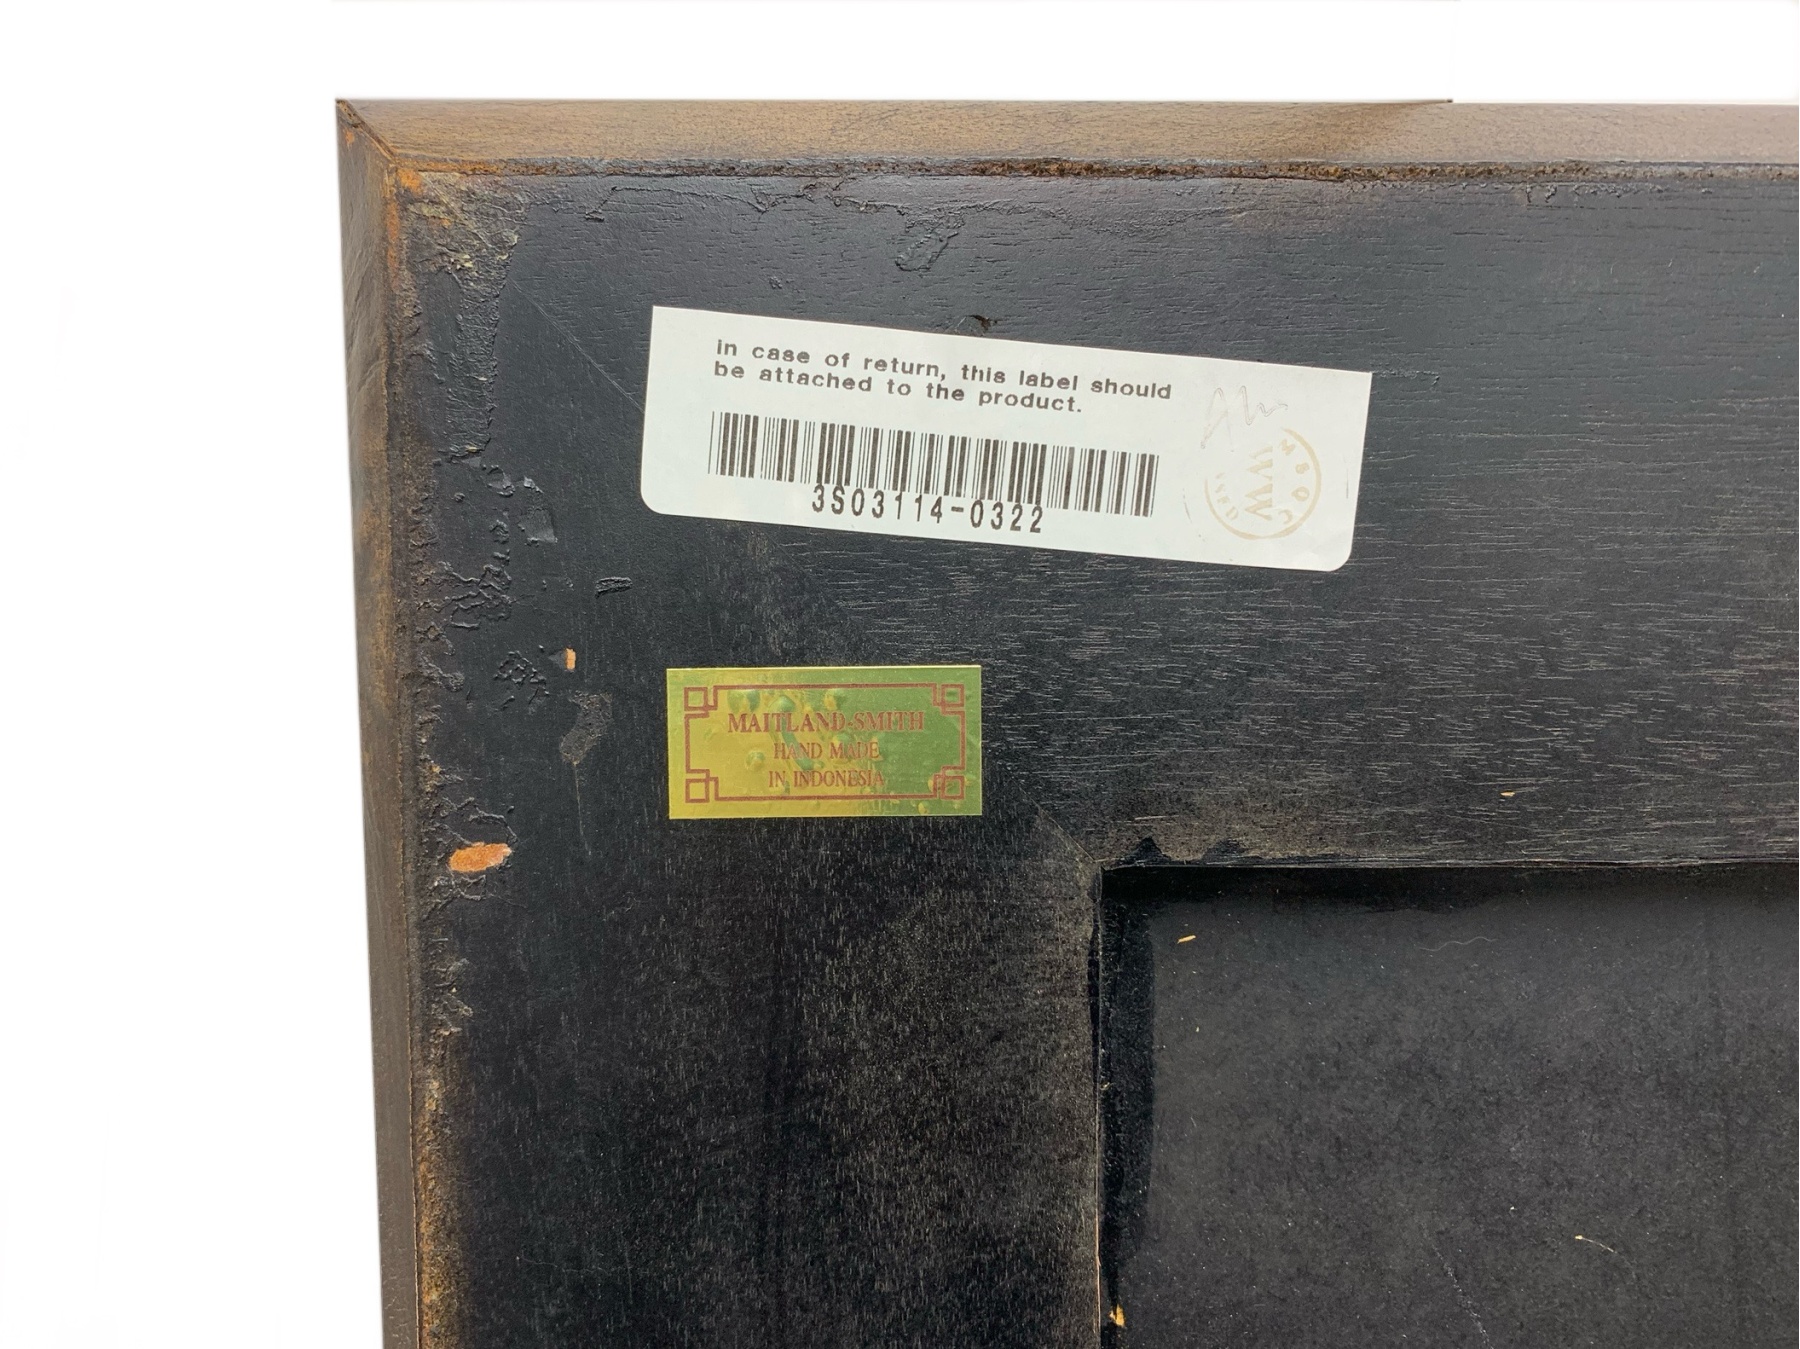 In case of return, this label should
be attached to the product.
3S03114-0322
MAITLAND-SMITH
HAND MADE
IN INDONESIA